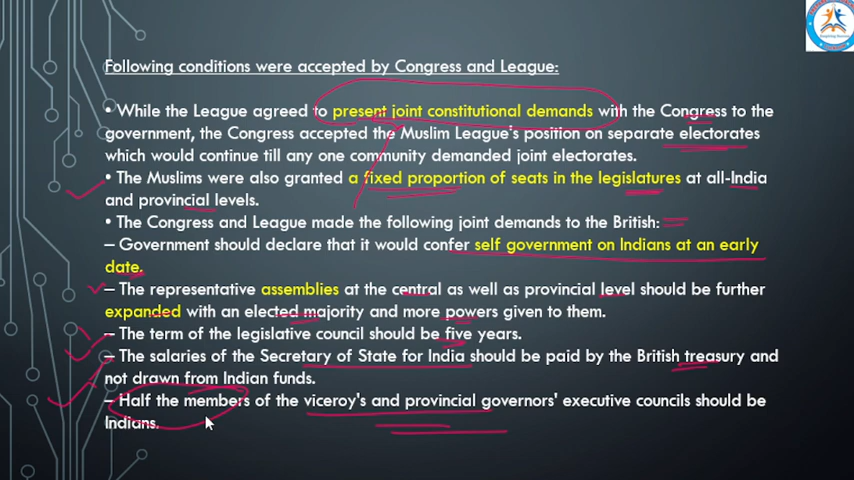 Following conditions were accepted by Congress and League:
• While the League agreed to present joint constitutional demands with the Congress to the
government, the Congress accepted the Muslim League's position on separate electorates
which would continue till any one community demanded joint electorates.
• The Muslims were also granted a fixed proportion of seats in the legislatures at all-India
and provincial levels.
• The Congress and League made the following joint demands to the British:
– Government should declare that it would confer self government on Indians at an early
date.
– The representative assemblies at the central as well as provincial level should be further
expanded with an elected majority and more powers given to them.
– The term of the legislative council should be five years.
– The salaries of the Secretary of State for India should be paid by the British treasury and
not drawn from Indian funds.
– Half the members of the viceroy's and provincial governors' executive councils should be
Indians.